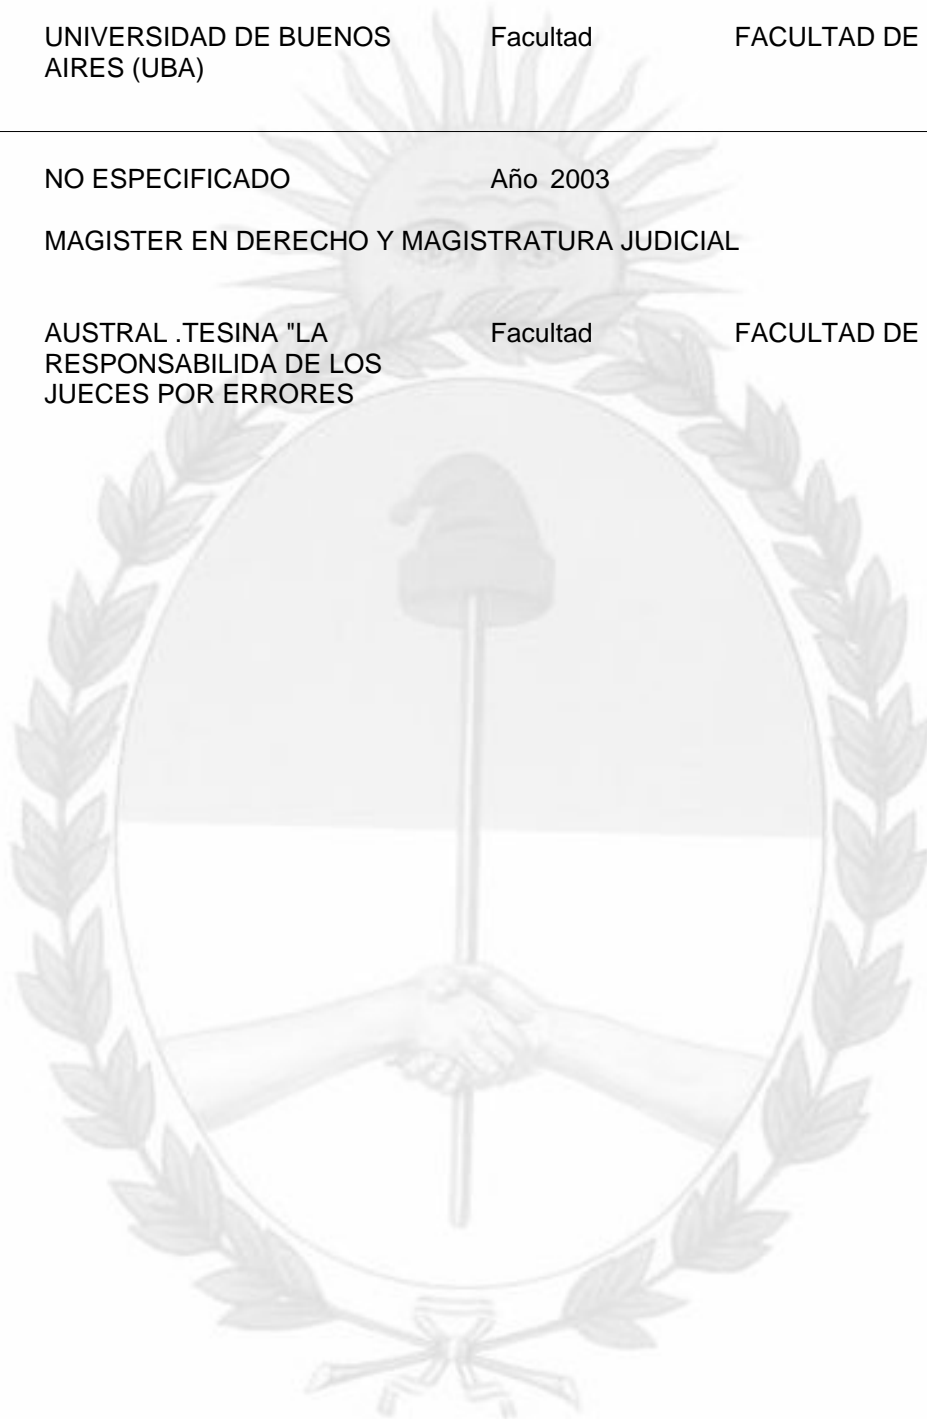 UNIVERSIDAD DE BUENOS Facultad FACULTAD DE
AIRES (UBA)
NO ESPECIFICADO Año 2003
MAGISTER EN DERECHO Y MAGISTRATURA JUDICIAL
AUSTRAL .TESINA "LA Facultad FACULTAD DE
RESPONSABILIDA DE LOS
JUECES POR ERRORES